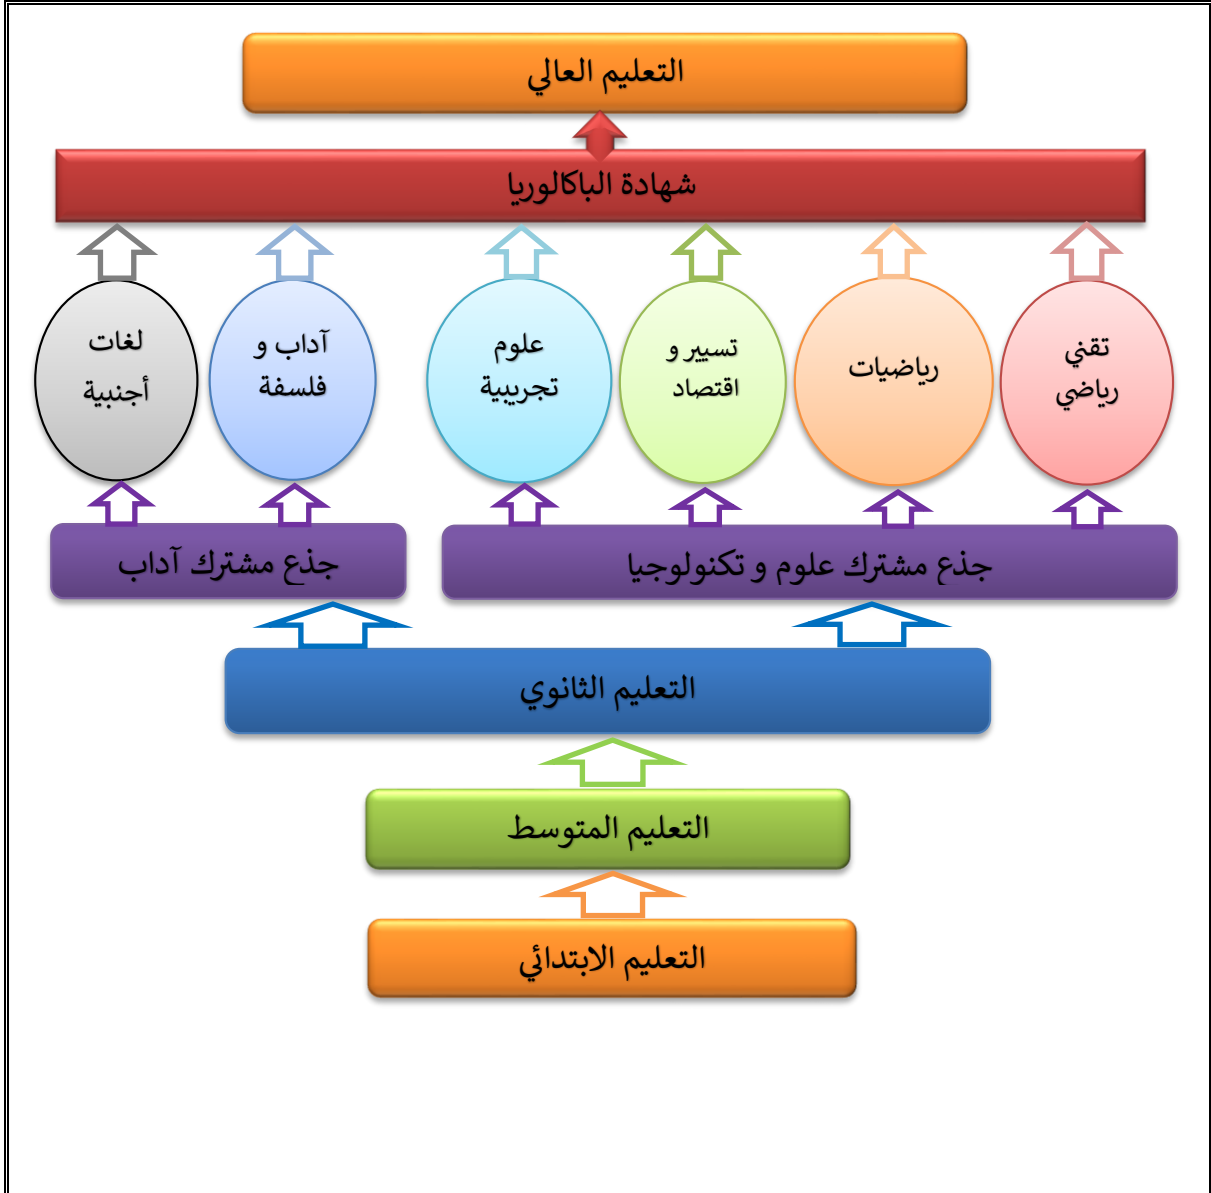 التعليم العالي
شهادة الباكالوريا
تقني
رياضي
رياضيات
تسيير و
اقتصاد
علوم
تجريبية
آداب و
فلسفة
لغات
أجنبية
جذع مشترك علوم و تكنولوجيا
جذع مشترك آداب
التعليم الثانوي
التعليم المتوسط
التعليم الابتدائي